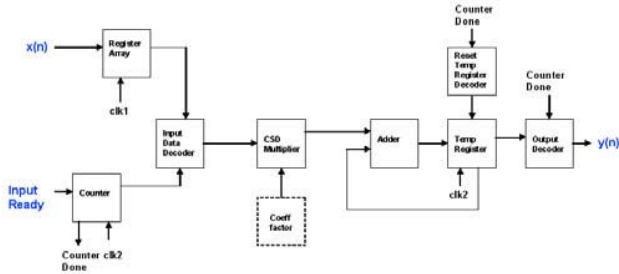 Counter
Done
x(n)
Register
Array
Reset
Temp
Register
Decoder
Counter
Done
clk1
Input
Data
Decoder
CSD
Multiplier
Adder
Temp
Register
Output
Decoder
y(n)
Input
Ready
Counter
clk2
Coeff
factor
Counter clk2
Done